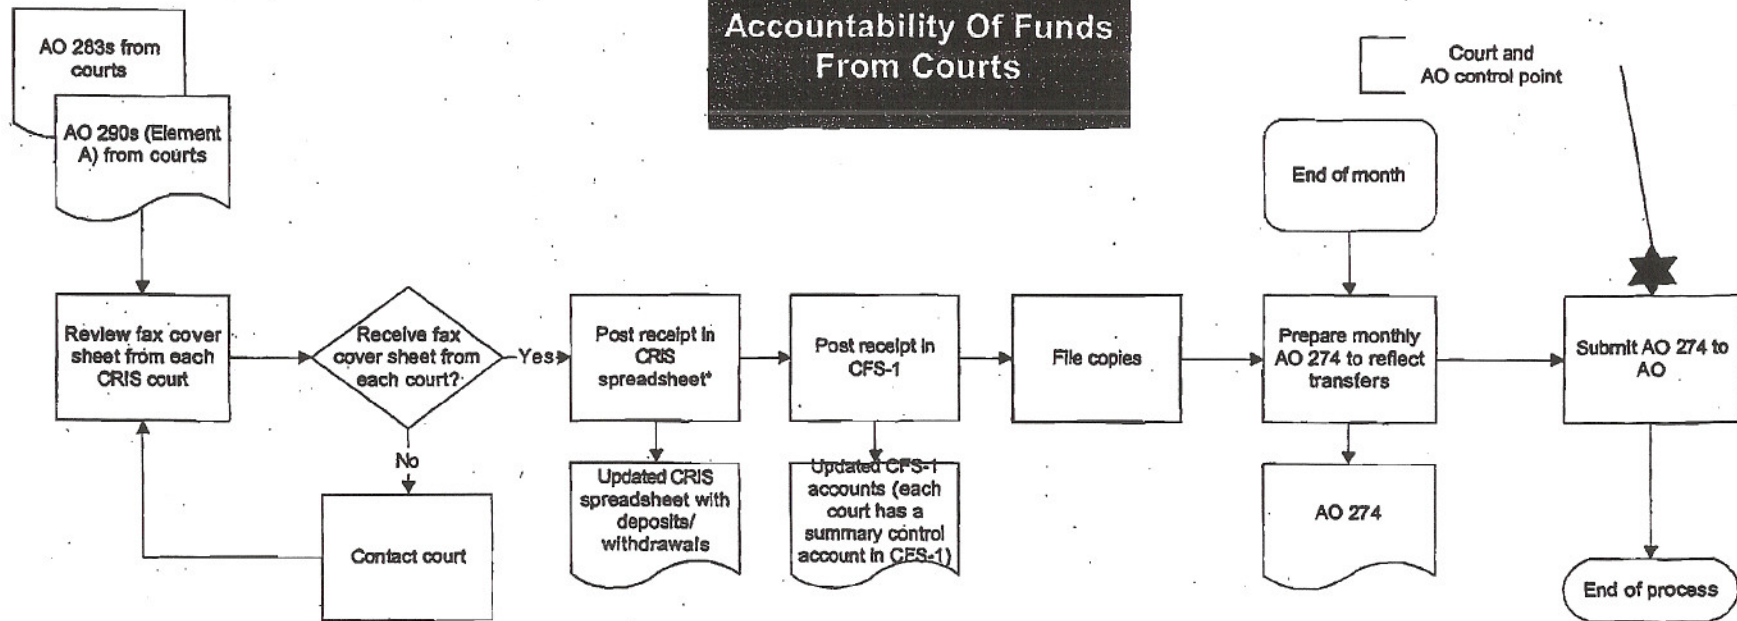 Accountability Of Funds
From Courts
AO 283s from
courts
AO 290s (Element
A) from courts
Court and
AO control point
End of month
Review fax cover
sheet from each
CRIS court
Receive fax
cover sheet from
each court?
Yes
Post receipt in
CRIS
spreadsheet*
Post receipt in
CFS-1
File copies
Prepare monthly
AO 274 to reflect
transfers
Submit AO 274 to
AO
No
Contact court
Updated CRIS
spreadsheet with
deposits/
withdrawals
Updated CFS-1
accounts (each
court has a
summary control
account in CFS-1)
AO 274
End of process